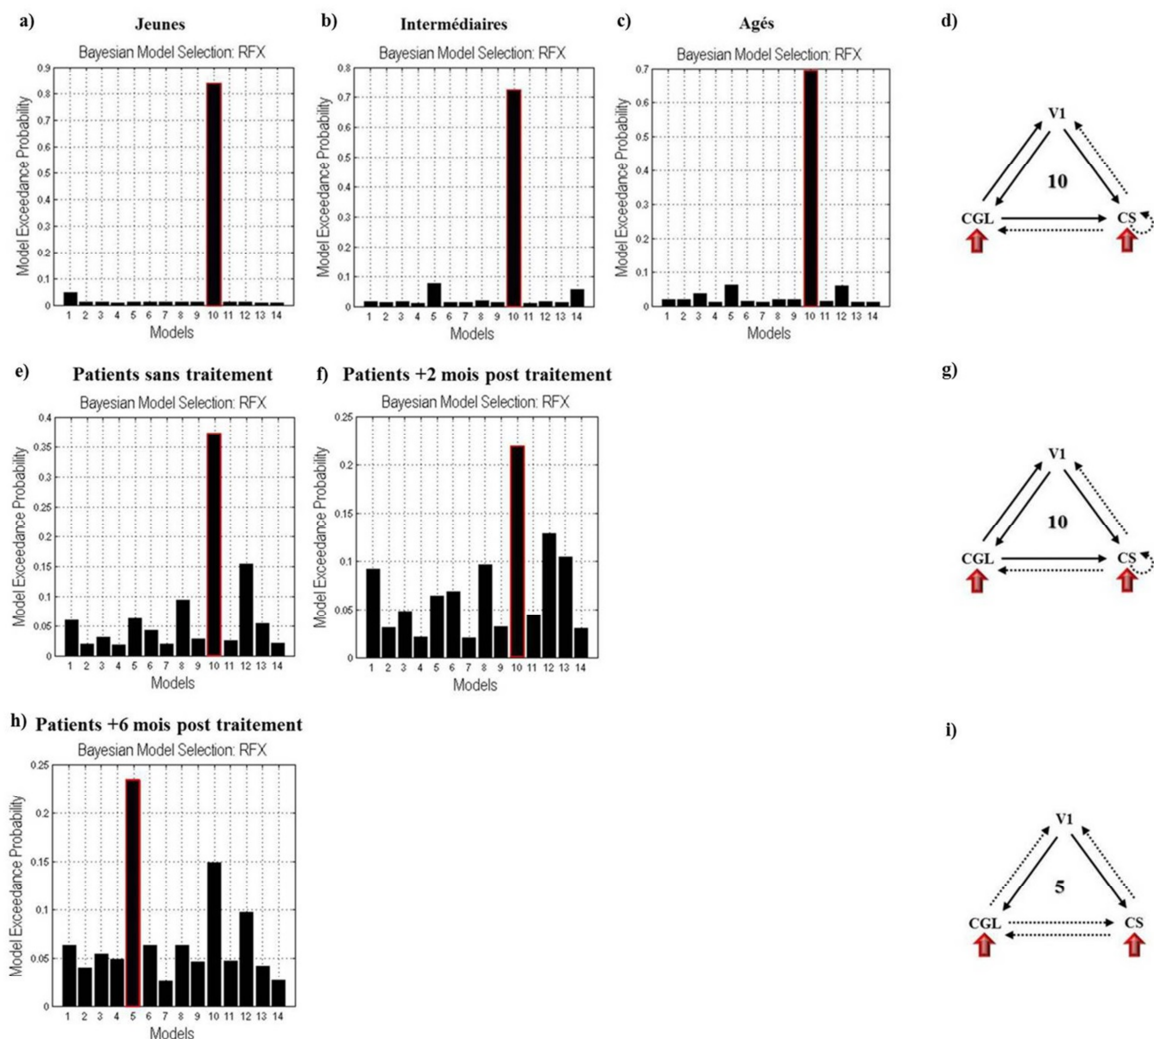 a) Jeunes
Bayesian Model Selection: RFX
Model Exceedance Probability
0.9
0.8
0.7
0.6
0.5
0.4
0.3
0.2
0.1
0
1 2 3 4 5 6 7 8 9 10 11 12 13 14
Models
b) Intermédiaires
Bayesian Model Selection: RFX
Model Exceedance Probability
0.8
0.7
0.6
0.5
0.4
0.3
0.2
0.1
0
1 2 3 4 5 6 7 8 9 10 11 12 13 14
Models
c) Agés
Bayesian Model Selection: RFX
Model Exceedance Probability
0.7
0.6
0.5
0.4
0.3
0.2
0.1
0
1 2 3 4 5 6 7 8 9 10 11 12 13 14
Models
d)
V1
10
CGL CS
e) Patients sans traitement
Bayesian Model Selection: RFX
Model Exceedance Probability
0.4
0.35
0.3
0.25
0.2
0.15
0.1
0.05
0
1 2 3 4 5 6 7 8 9 10 11 12 13 14
Models
f) Patients +2 mois post traitement
Bayesian Model Selection: RFX
Model Exceedance Probability
0.25
0.2
0.15
0.1
0.05
0
1 2 3 4 5 6 7 8 9 10 11 12 13 14
Models
g)
V1
10
CGL CS
h) Patients +6 mois post traitement
Bayesian Model Selection: RFX
Model Exceedance Probability
0.25
0.2
0.15
0.1
0.05
0
1 2 3 4 5 6 7 8 9 10 11 12 13 14
Models
i)
V1
5
CGL CS